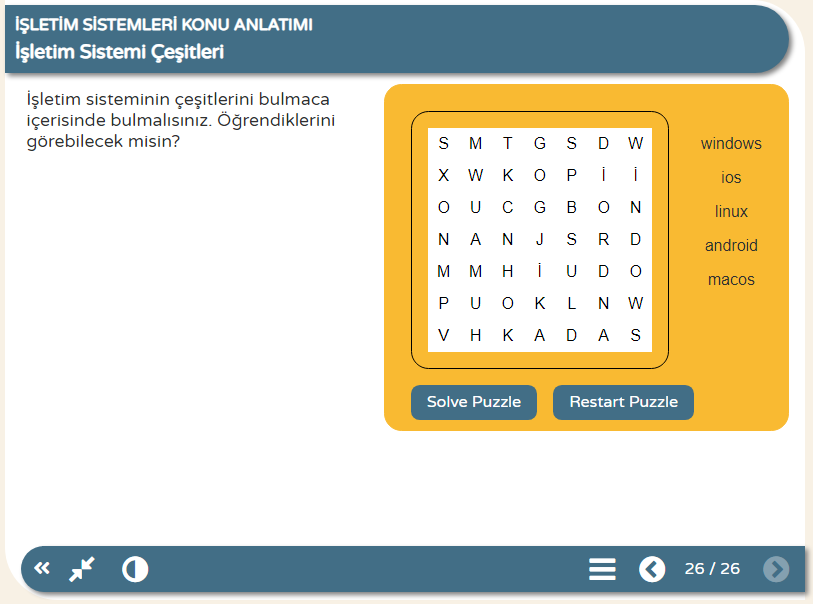 İŞLETİM SİSTEMLERİ KONU ANLATIMI
İşletim Sistemi Çeşitleri
İşletim sisteminin çeşitlerini bulmaca
içerisinde bulmalısınız. Öğrendiklerini
görebilecek misin?
S M T G S D W
X W K O P İ İ
O U C G B O N
N A N J S R D
M M H İ U D O
P U O K L N W
V H K A D A S
windows
ios
linux
android
macos
Solve Puzzle
Restart Puzzle
26 / 26